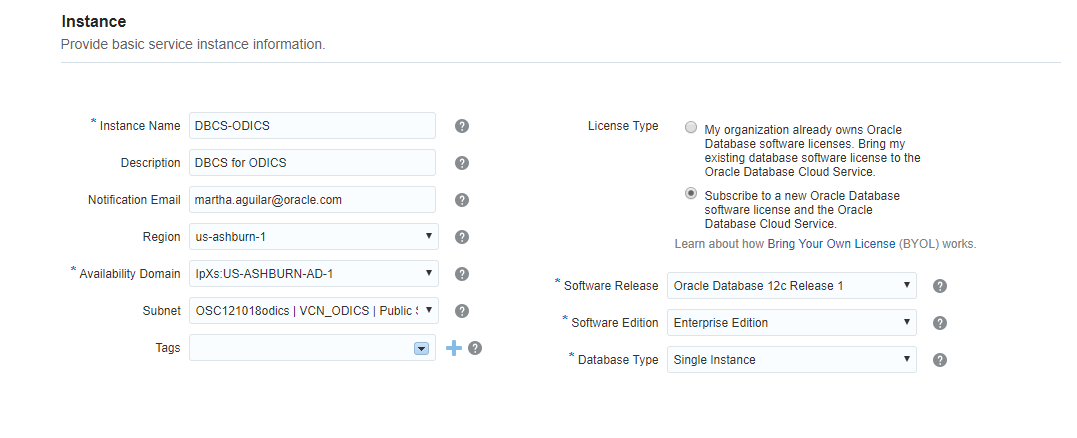 Instance
Provide basic service instance information.
* Instance Name DBCS-ODICS ?
Description DBCS for ODICS ?
Notification Email martha.aguilar@oracle.com ?
Region us-ashburn-1 ?
* Availability Domain IpXs:US-ASHBURN-AD-1 ?
Subnet OSC121018odics | VCN_ODICS | Public ?
Tags ?
License Type
My organization already owns Oracle
Database software licenses. Bring my
existing database software license to the
Oracle Database Cloud Service.
Subscribe to a new Oracle Database
software license and the Oracle
Database Cloud Service.
Learn about how Bring Your Own License (BYOL) works.
* Software Release Oracle Database 12c Release 1 ?
* Software Edition Enterprise Edition ?
* Database Type Single Instance ?